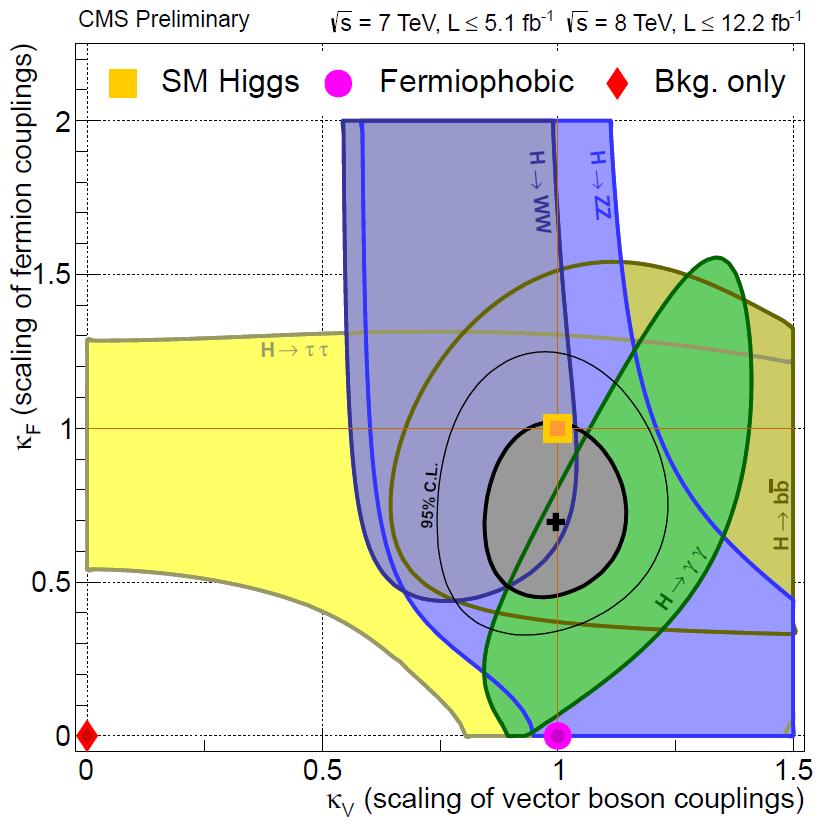 CMS Preliminary √s = 7 TeV, L ≤ 5.1 fb⁻¹ √s = 8 TeV, L ≤ 12.2 fb⁻¹
SM Higgs Fermiophobic Bkg. only
κF (scaling of fermion couplings)
2
1.5
1
0.5
0
H → WW
H → ZZ
H → τ τ
95% C.L.
H → bb̅
H → γ γ
0 0.5 1 1.5
κV (scaling of vector boson couplings)